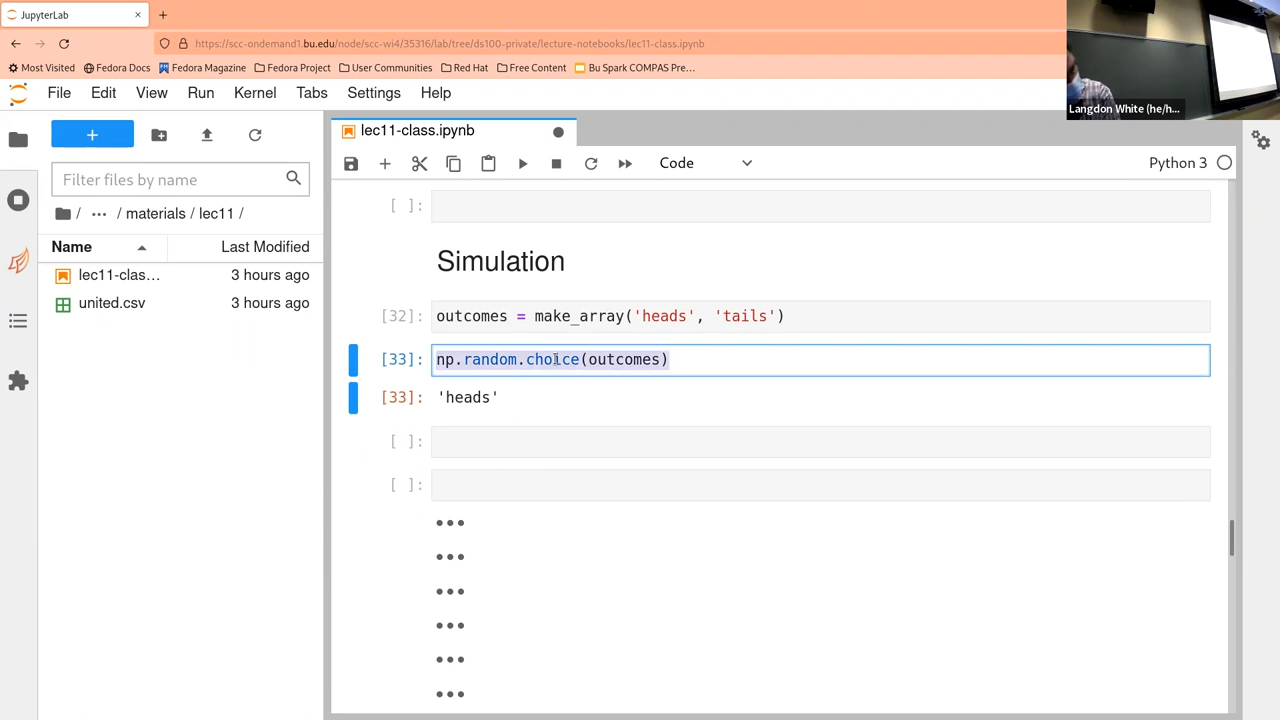 JupyterLab
https://scc-ondemand1.bu.edu/node/scc-wi4/35316/lab/tree/ds100-private/lecture-notebooks/lec11-class.ipynb
Most Visited Fedora Docs Fedora Magazine Fedora Project User Communities Red Hat Free Content Bu Spark COMPAS Pre…
Langdon White (he/h...
File Edit View Run Kernel Tabs Settings Help
lec11-class.ipynb
Filter files by name
Code
Python 3
/ ··· / materials / lec11 /
Name Last Modified
lec11-clas… 3 hours ago
united.csv 3 hours ago
[ ]:
Simulation
[32]: outcomes = make_array('heads', 'tails')
[33]: np.random.choice(outcomes)
[33]: 'heads'
[ ]:
[ ]: